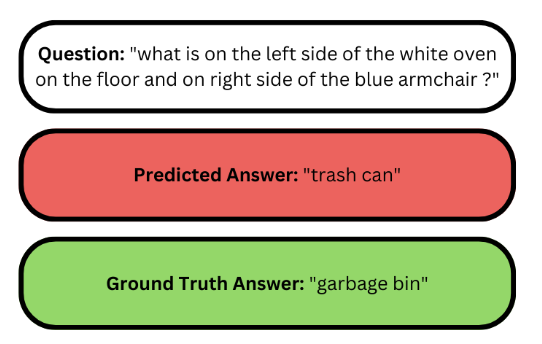 Question: "what is on the left side of the white oven
on the floor and on right side of the blue armchair ?"
Predicted Answer: "trash can"
Ground Truth Answer: "garbage bin"